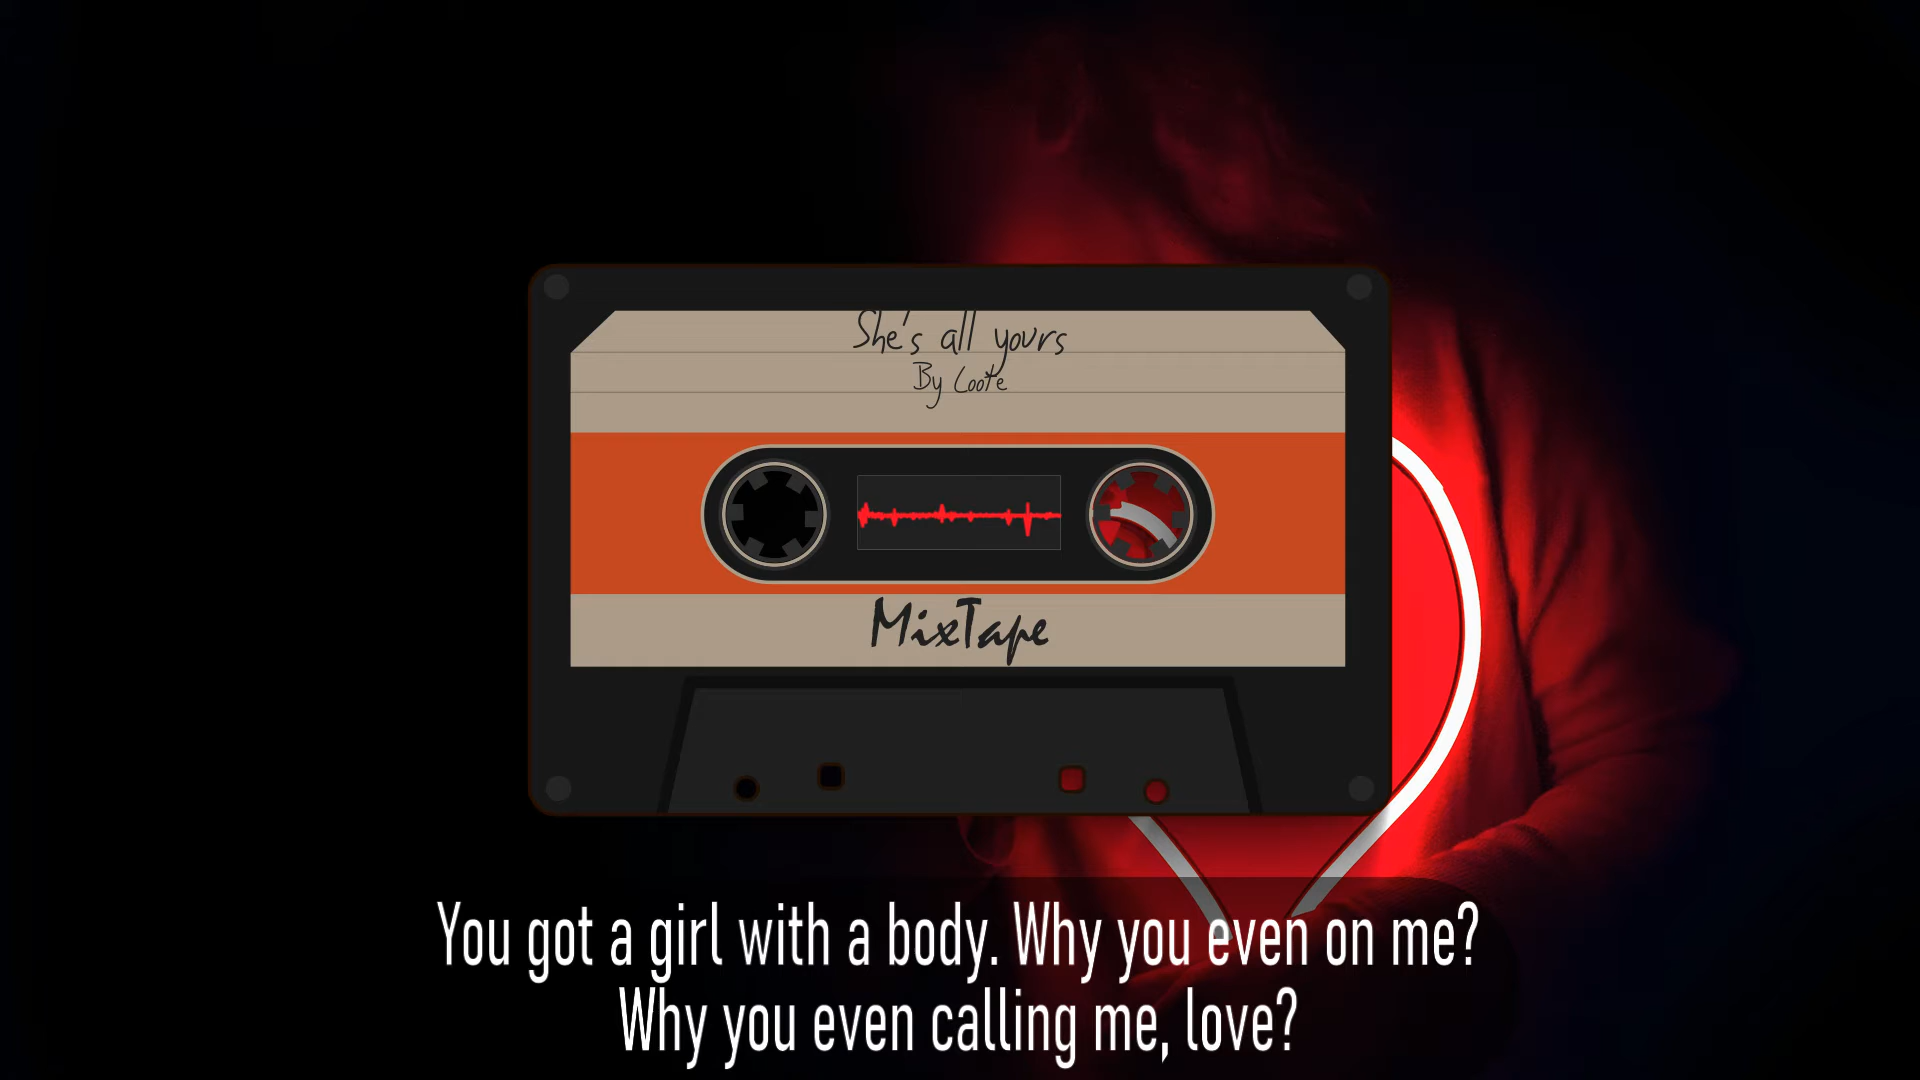 She's all yours
By Loote
MixTape
You got a girl with a body. Why you even on me?
Why you even calling me, love?